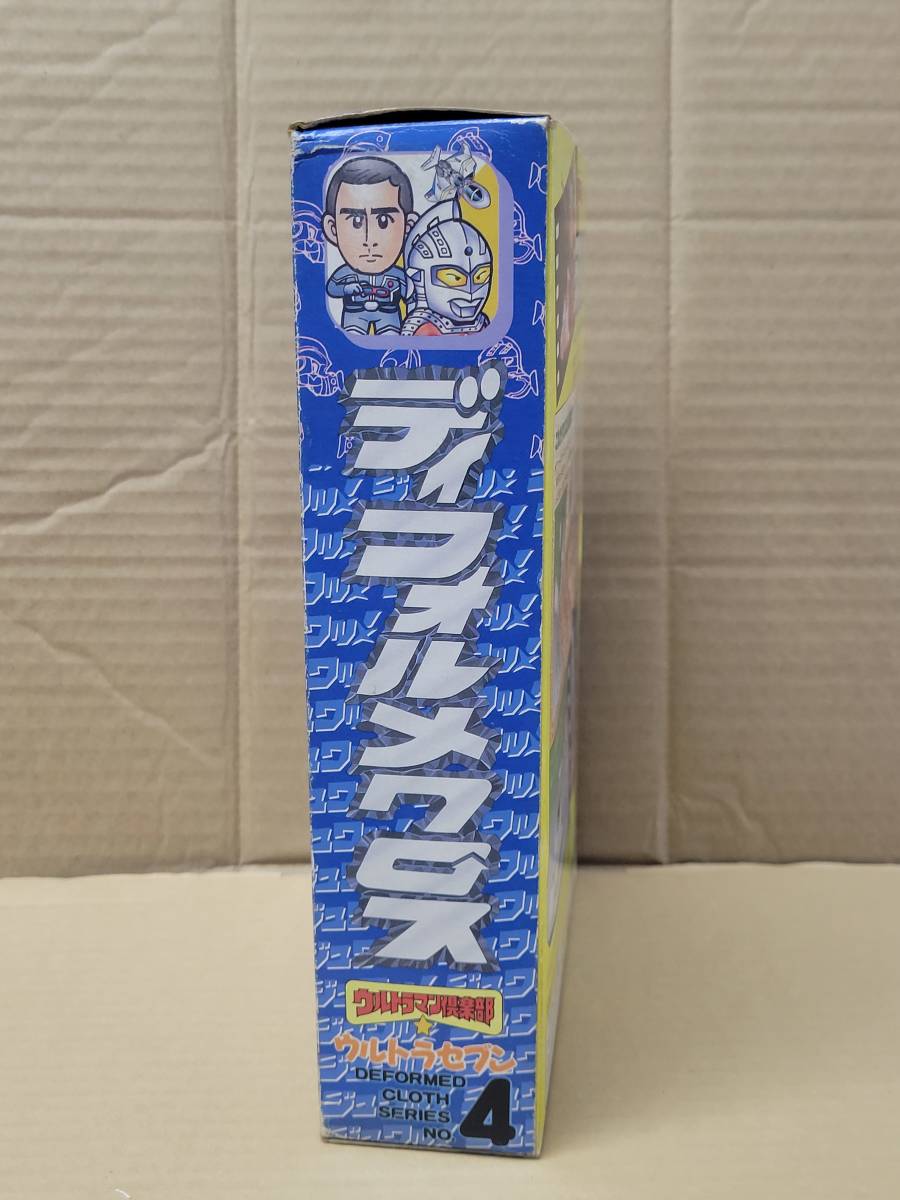 ディフォルメクロス
ウルトラマン倶楽部
ウルトラセブン
DEFORMED
CLOTH
SERIES
NO. 4